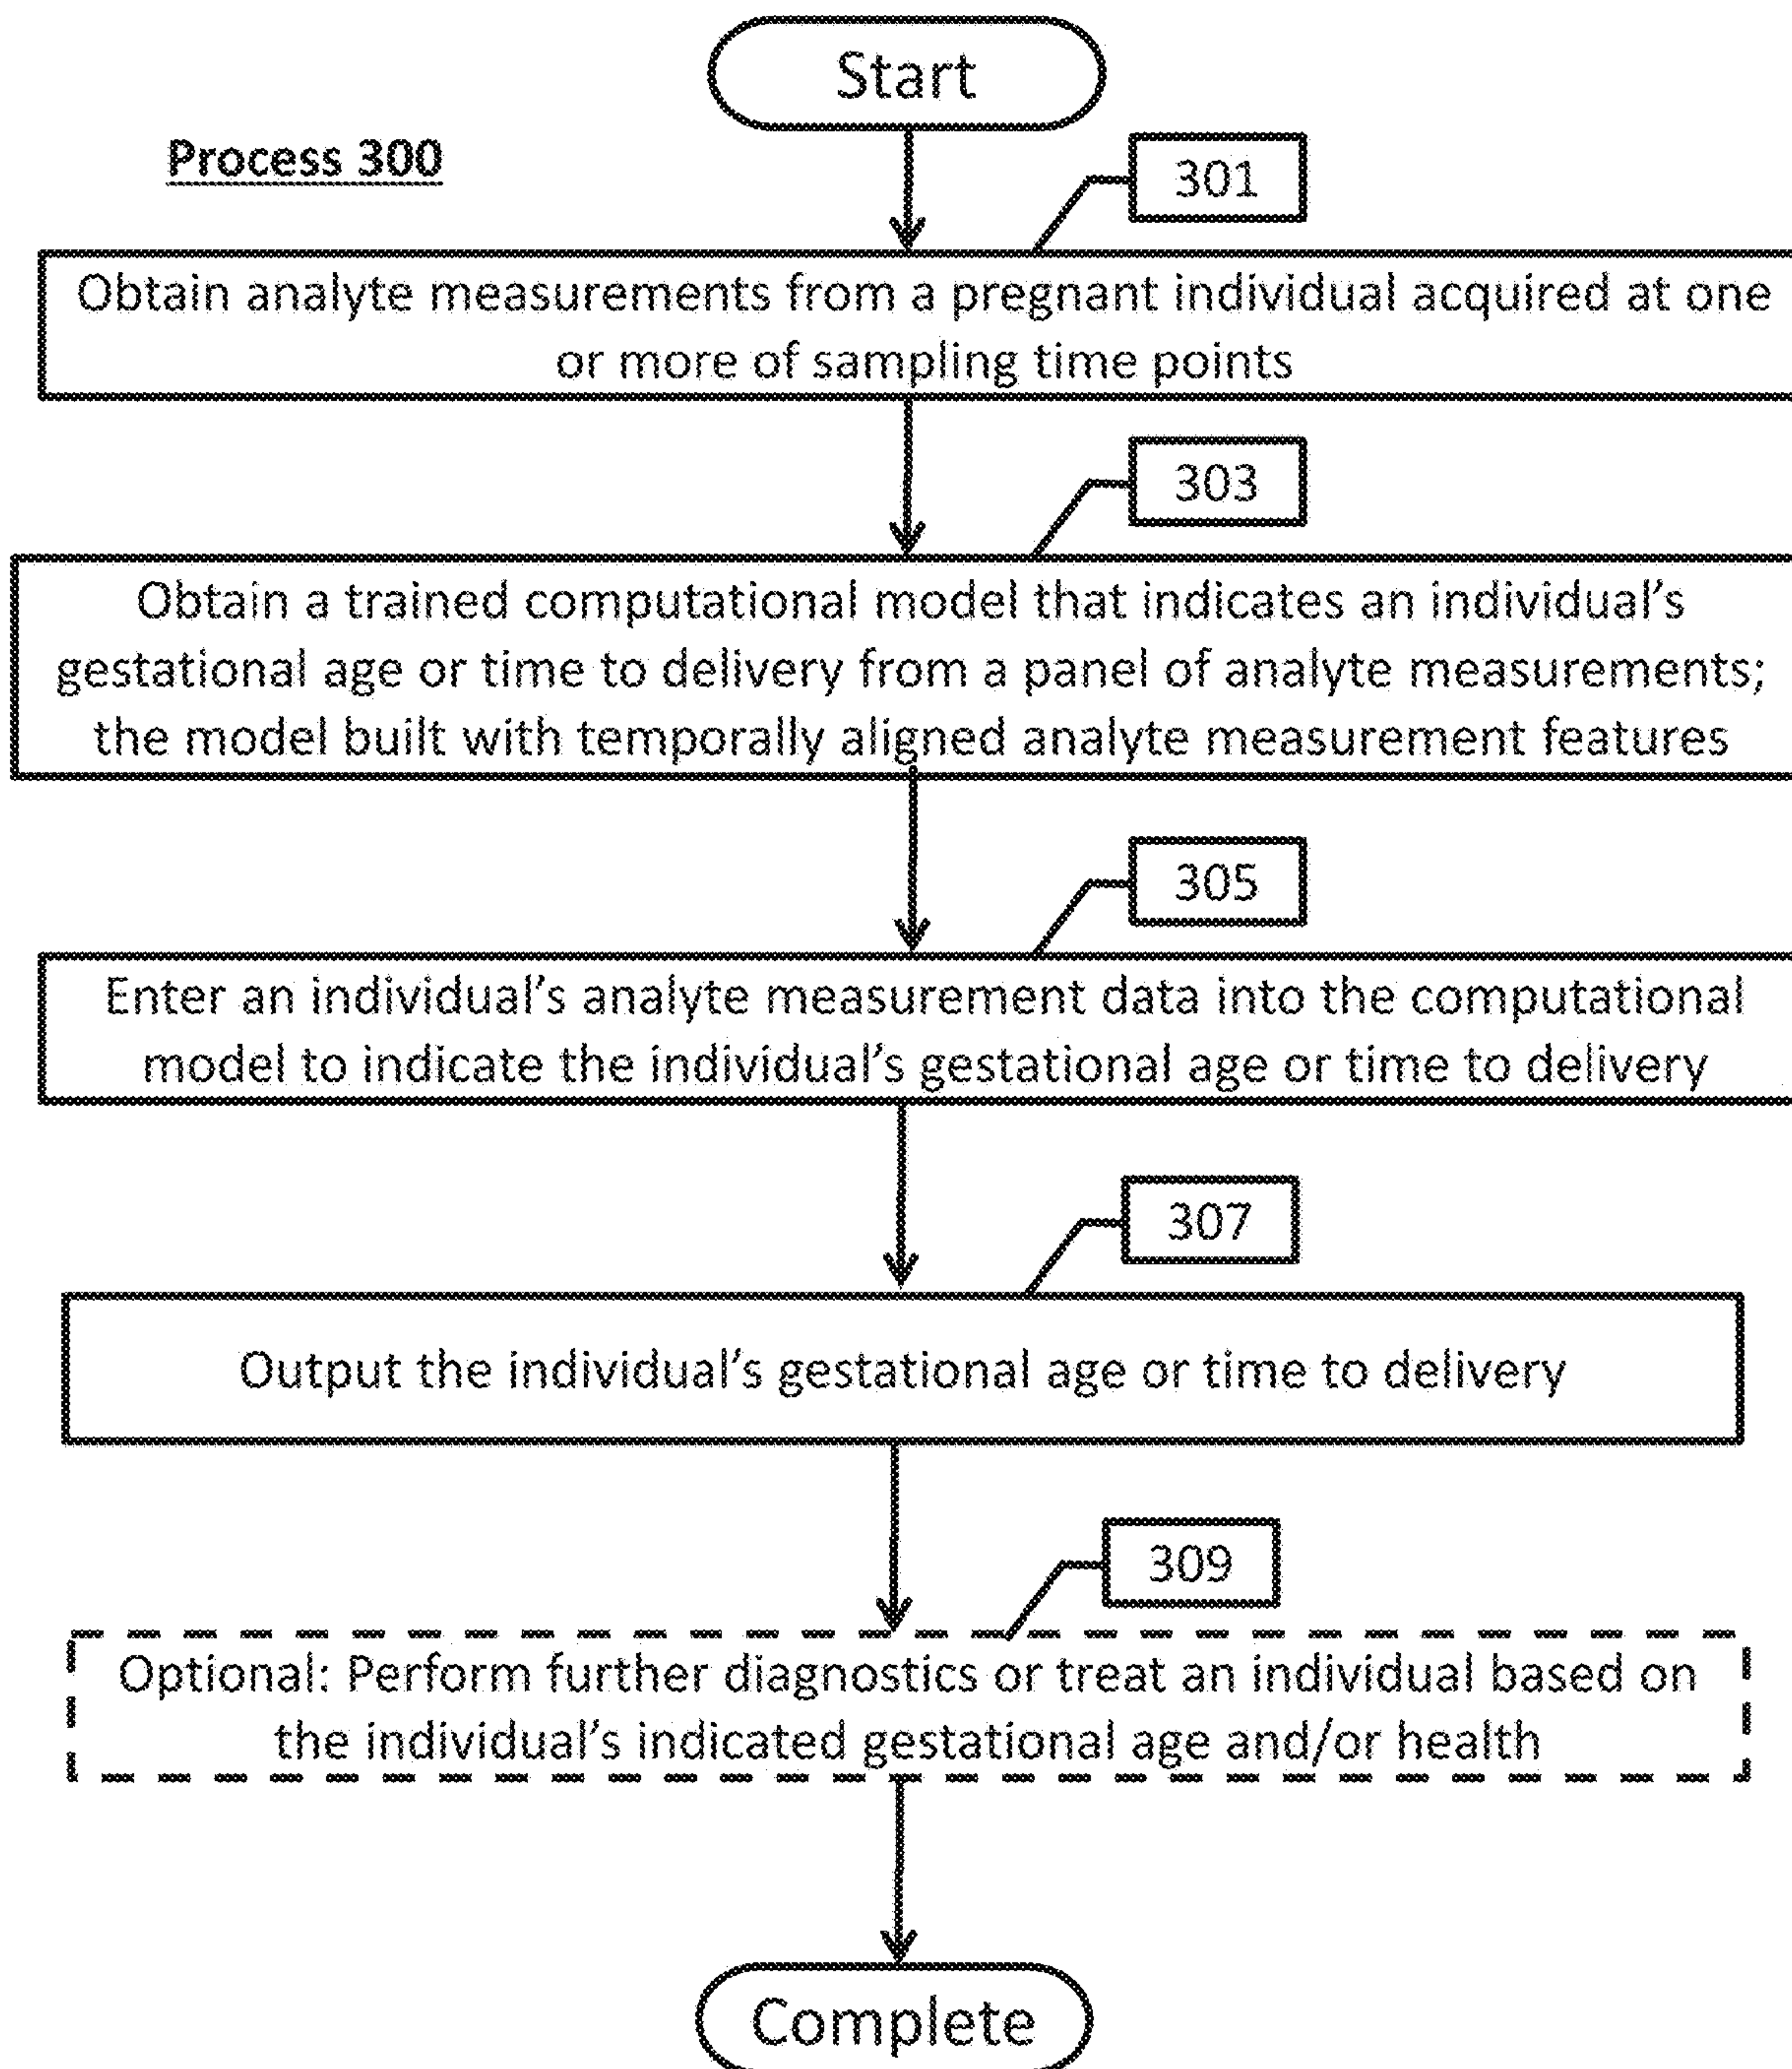 Start
Process 300
301
Obtain analyte measurements from a pregnant individual acquired at one
or more of sampling time points
303
Obtain a trained computational model that indicates an individual's
gestational age or time to delivery from a panel of analyte measurements;
the model built with temporally aligned analyte measurement features
305
Enter an individual's analyte measurement data into the computational
model to indicate the individual's gestational age or time to delivery
307
Output the individual's gestational age or time to delivery
309
Optional: Perform further diagnostics or treat an individual based on
the individual's indicated gestational age and/or health
Complete